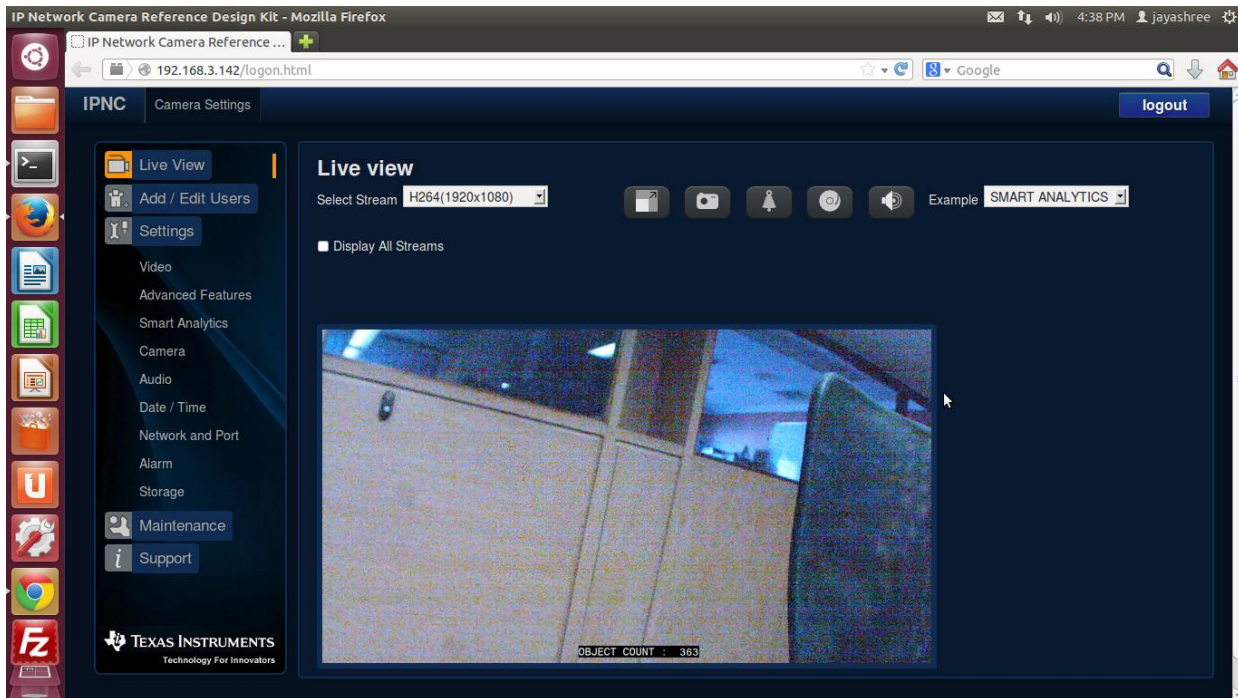 IP Network Camera Reference Design Kit - Mozilla Firefox
4:38 PM jayashree
IP Network Camera Reference ...
192.168.3.142/logon.html
Google
IPNC Camera Settings logout
Live View
Add / Edit Users
Settings
Video
Advanced Features
Smart Analytics
Camera
Audio
Date / Time
Network and Port
Alarm
Storage
Maintenance
Support
TEXAS INSTRUMENTS
Technology For Innovators
Live view
Select Stream H264(1920x1080) Example SMART ANALYTICS
Display All Streams
OBJECT COUNT : 363